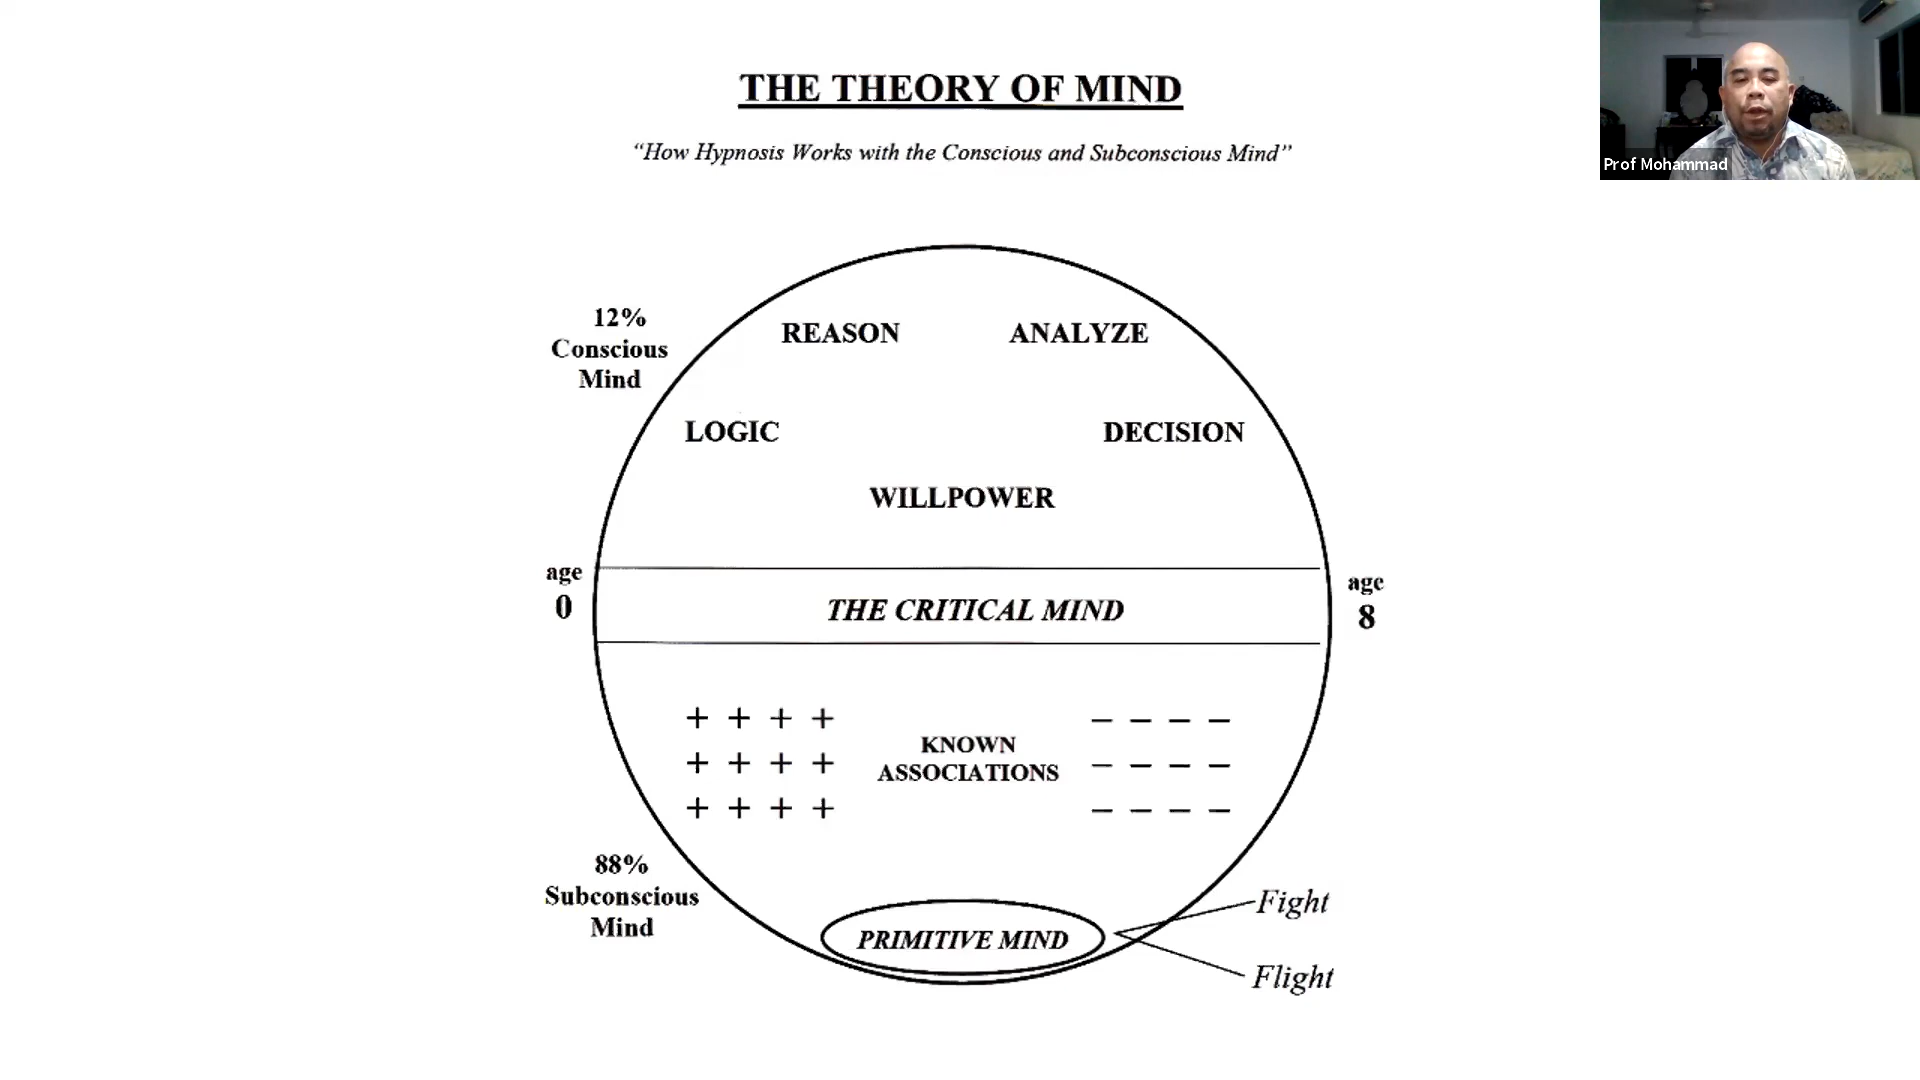 THE THEORY OF MIND
“How Hypnosis Works with the Conscious and Subconscious Mind”
Prof Mohammad
12%
Conscious
Mind
REASON
ANALYZE
LOGIC
DECISION
WILLPOWER
age
0
THE CRITICAL MIND
age
8
+ + + +
+ + + +
+ + + +
KNOWN
ASSOCIATIONS
– – – –
– – – –
– – – –
88%
Subconscious
Mind
PRIMITIVE MIND
Fight
Flight